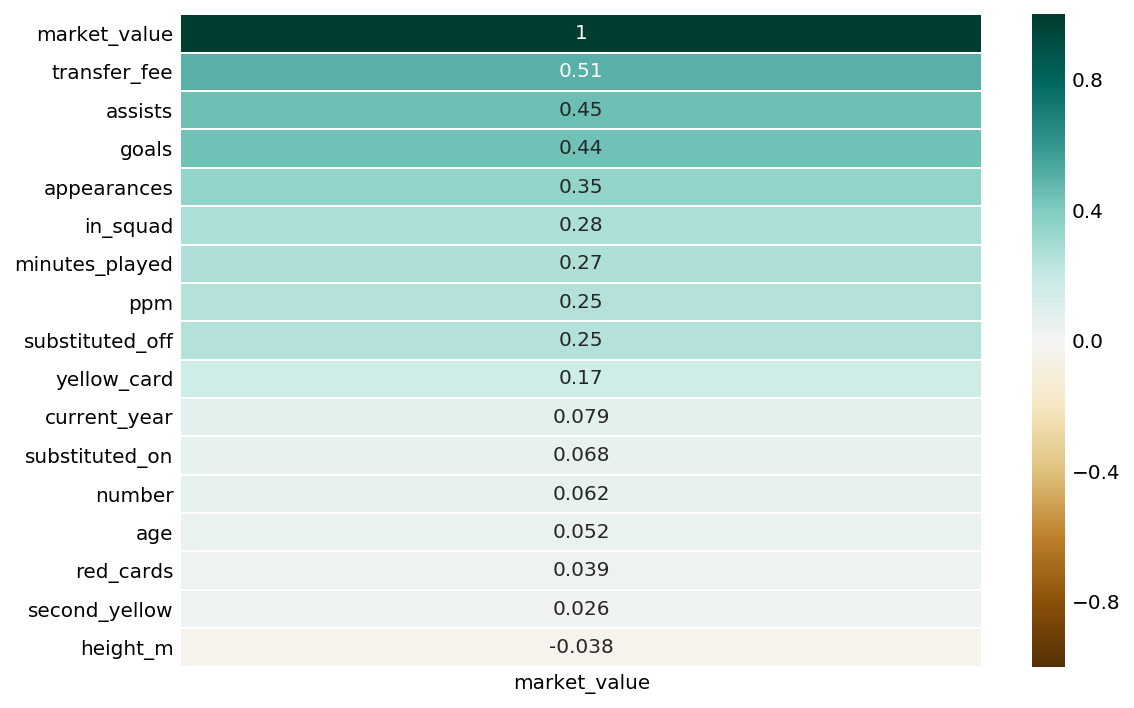 market_value 1
transfer_fee 0.51
assists 0.45
goals 0.44
appearances 0.35
in_squad 0.28
minutes_played 0.27
ppm 0.25
substituted_off 0.25
yellow_card 0.17
current_year 0.079
substituted_on 0.068
number 0.062
age 0.052
red_cards 0.039
second_yellow 0.026
height_m -0.038
market_value
0.8
0.4
0.0
−0.4
−0.8